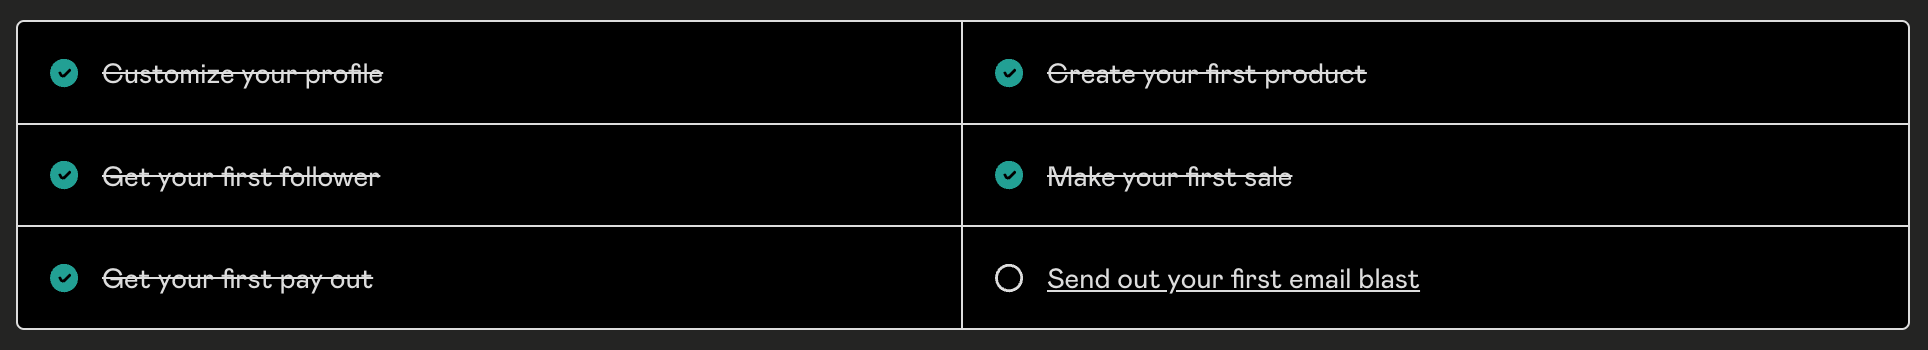 Customize your profile
Create your first product
Get your first follower
Make your first sale
Get your first pay out
Send out your first email blast